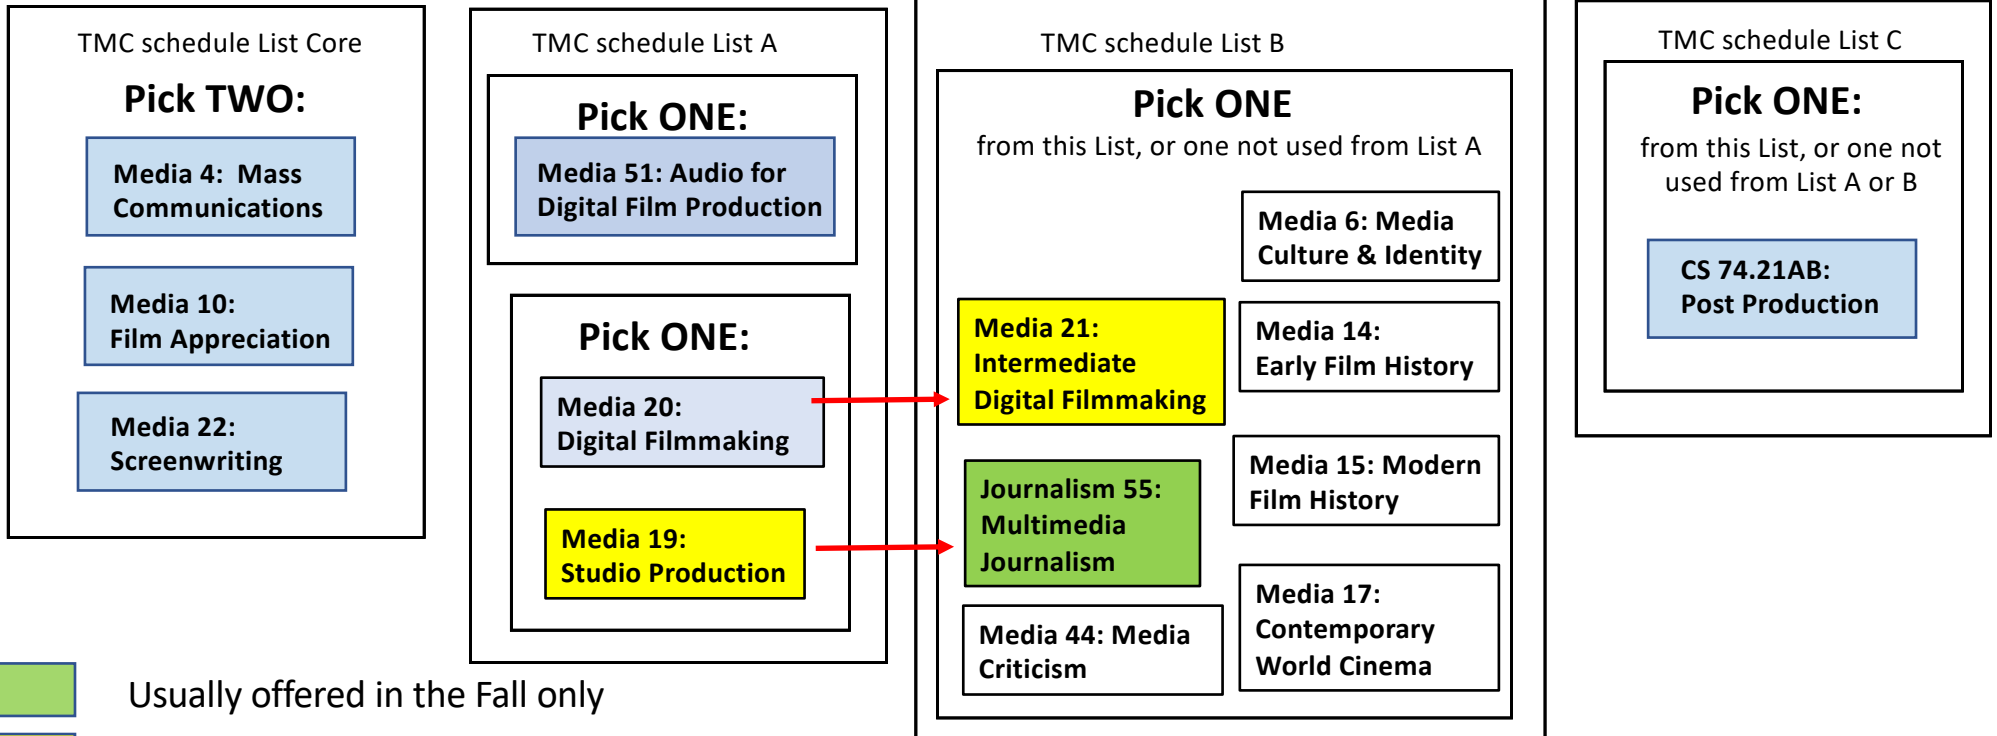 TMC schedule List Core
Pick TWO:
Media 4: Mass
Communications
Media 10:
Film Appreciation
Media 22:
Screenwriting
TMC schedule List A
Pick ONE:
Media 51: Audio for
Digital Film Production
Pick ONE:
Media 20:
Digital Filmmaking
Media 19:
Studio Production
TMC schedule List B
Pick ONE
from this List, or one not used from List A
Media 21:
Intermediate
Digital Filmmaking
Journalism 55:
Multimedia
Journalism
Media 44: Media
Criticism
Media 6: Media
Culture & Identity
Media 14:
Early Film History
Media 15: Modern
Film History
Media 17:
Contemporary
World Cinema
TMC schedule List C
Pick ONE:
from this List, or one not
used from List A or B
CS 74.21AB:
Post Production
Usually offered in the Fall only